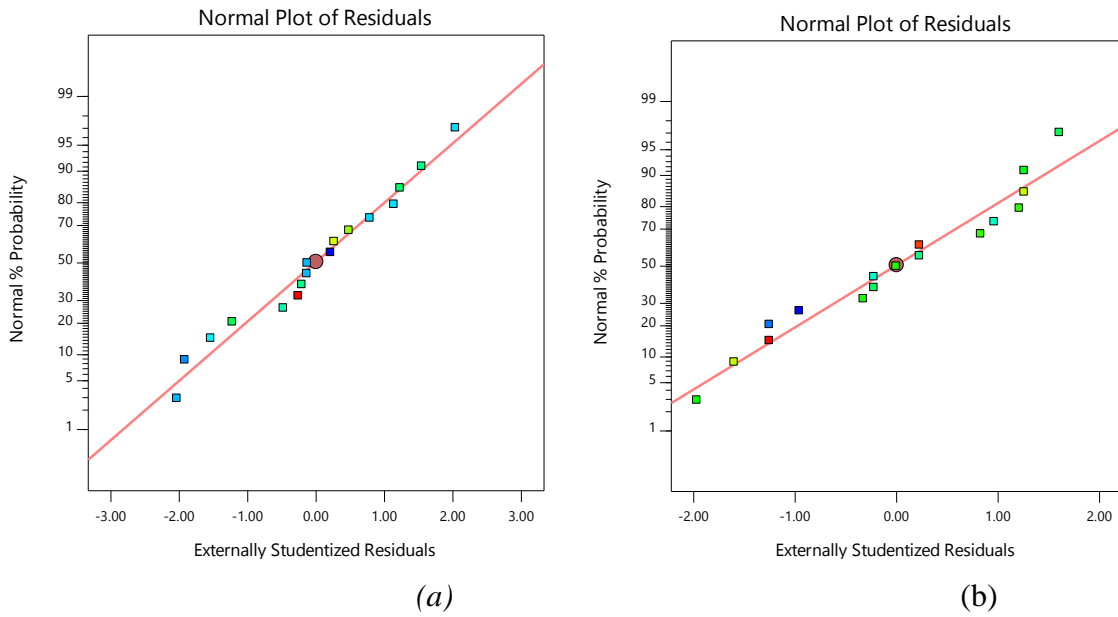 Normal Plot of Residuals
Normal % Probability
99
95
90
80
70
50
30
20
10
5
1
-3.00 -2.00 -1.00 0.00 1.00 2.00 3.00
Externally Studentized Residuals
(a)
Normal Plot of Residuals
Normal % Probability
99
95
90
80
70
50
30
20
10
5
1
-2.00 -1.00 0.00 1.00 2.00
Externally Studentized Residuals
(b)